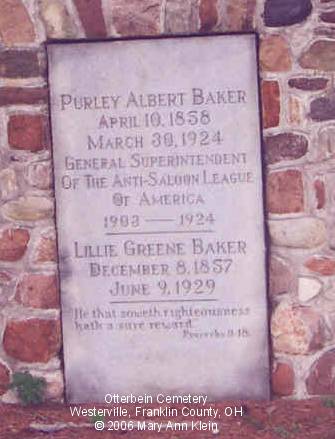 PURLEY ALBERT BAKER
APRIL 10, 1858
MARCH 30, 1924
GENERAL SUPERINTENDENT
OF THE ANTI-SALOON LEAGUE
OF AMERICA
1903 — 1924
LILLIE GREENE BAKER
DECEMBER 8, 1857
JUNE 9, 1929
He that soweth righteousness
hath a sure reward.
Proverbs 11-18.
Otterbein Cemetery
Westerville, Franklin County, OH
© 2006 Mary Ann Klein